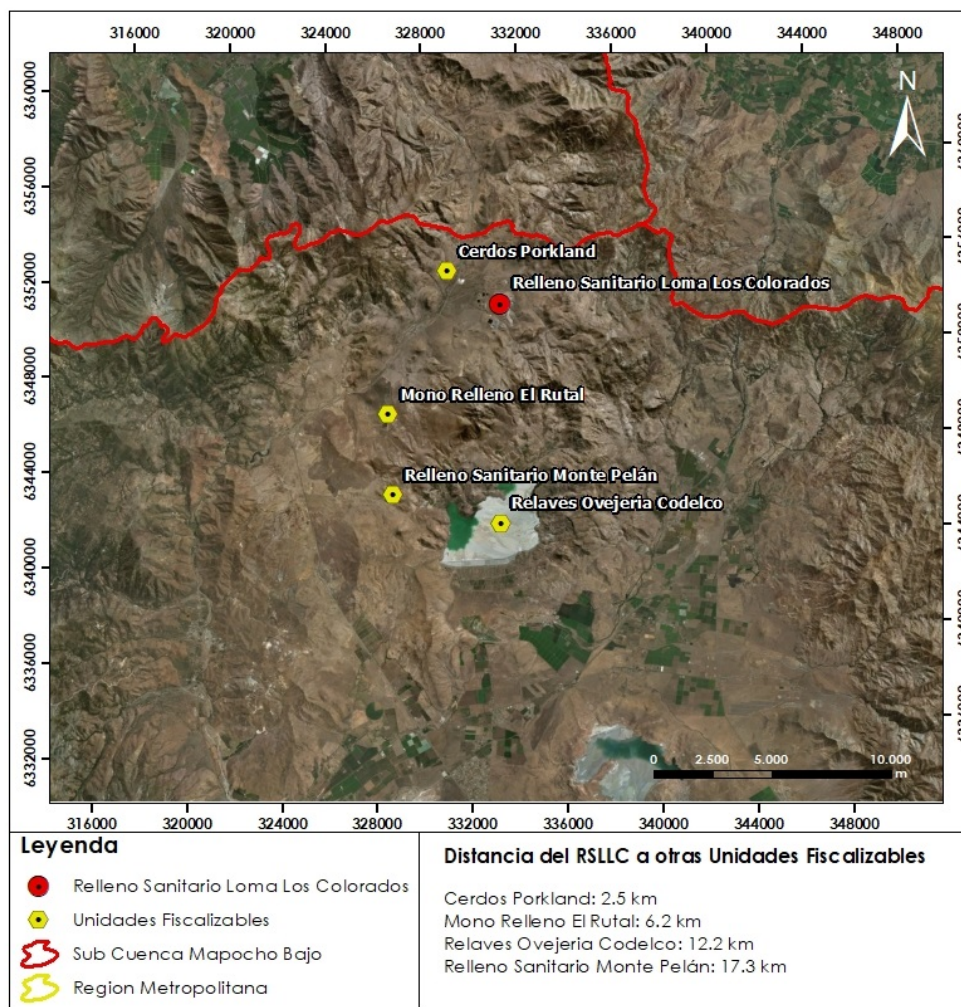 316000 320000 324000 328000 332000 336000 340000 344000 348000
6360000
6356000
6352000
6348000
6344000
6340000
6336000
6332000
N
Cerdos Porkland
Relleno Sanitario Loma Los Colorados
Mono Relleno El Rutal
Relleno Sanitario Monte Pelán
Relaves Ovejeria Codelco
0 2.500 5.000 10.000
m
316000 320000 324000 328000 332000 336000 340000 344000 348000
Leyenda
Relleno Sanitario Loma Los Colorados
Unidades Fiscalizables
Sub Cuenca Mapocho Bajo
Region Metropolitana
Distancia del RSLLC a otras Unidades Fiscalizables
Cerdos Porkland: 2.5 km
Mono Relleno El Rutal: 6.2 km
Relaves Ovejeria Codelco: 12.2 km
Relleno Sanitario Monte Pelán: 17.3 km